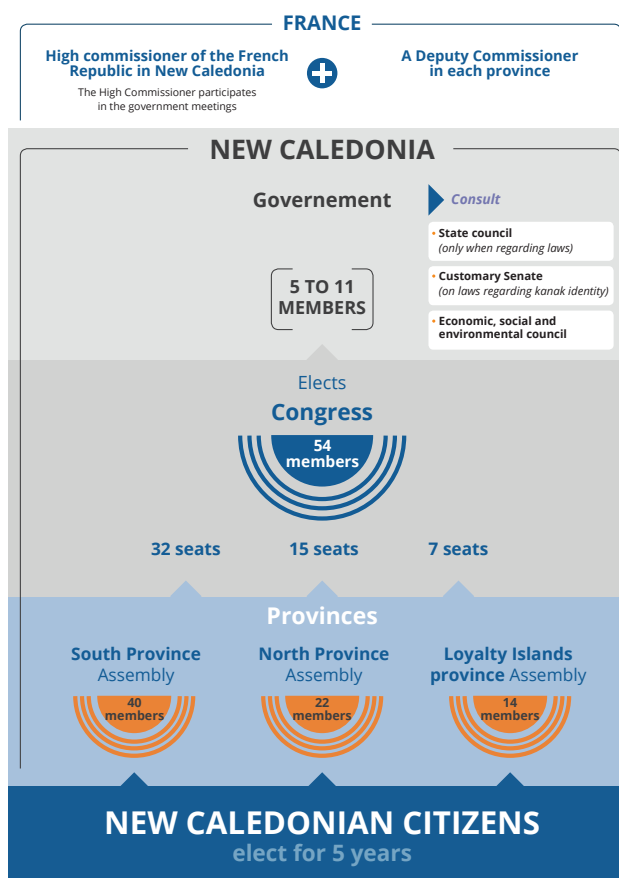 FRANCE
High commissioner of the French
Republic in New Caledonia
The High Commissioner participates
in the government meetings
A Deputy Commissioner
in each province
NEW CALEDONIA
Governement
Consult
• State council
(only when regarding laws)
• Customary Senate
(on laws regarding kanak identity)
• Economic, social and
environmental council
5 TO 11
MEMBERS
Elects
Congress
54
members
32 seats
15 seats
7 seats
Provinces
South Province
Assembly
40
members
North Province
Assembly
22
members
Loyalty Islands
province Assembly
14
members
NEW CALEDONIAN CITIZENS
elect for 5 years